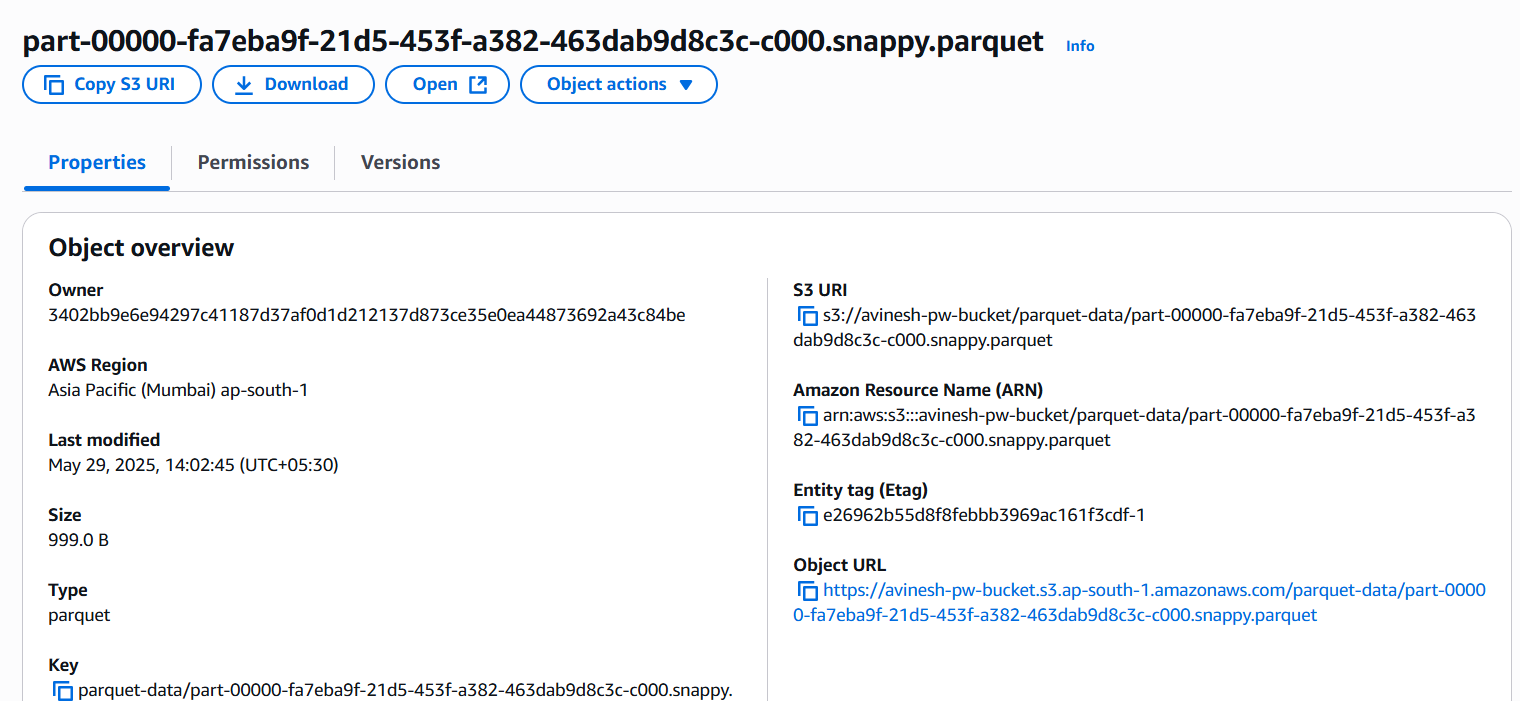 part-00000-fa7eba9f-21d5-453f-a382-463dab9d8c3c-c000.snappy.parquet Info
Copy S3 URI Download Open Object actions
Properties Permissions Versions
Object overview
Owner
3402bb9e6e94297c41187d37af0d1d212137d873ce35e0ea44873692a43c84be
AWS Region
Asia Pacific (Mumbai) ap-south-1
Last modified
May 29, 2025, 14:02:45 (UTC+05:30)
Size
999.0 B
Type
parquet
Key
parquet-data/part-00000-fa7eba9f-21d5-453f-a382-463dab9d8c3c-c000.snappy.
S3 URI
s3://avinesh-pw-bucket/parquet-data/part-00000-fa7eba9f-21d5-453f-a382-463
dab9d8c3c-c000.snappy.parquet
Amazon Resource Name (ARN)
arn:aws:s3:::avinesh-pw-bucket/parquet-data/part-00000-fa7eba9f-21d5-453f-a3
82-463dab9d8c3c-c000.snappy.parquet
Entity tag (Etag)
e26962b55d8f8febbb3969ac161f3cdf-1
Object URL
https://avinesh-pw-bucket.s3.ap-south-1.amazonaws.com/parquet-data/part-0000
0-fa7eba9f-21d5-453f-a382-463dab9d8c3c-c000.snappy.parquet